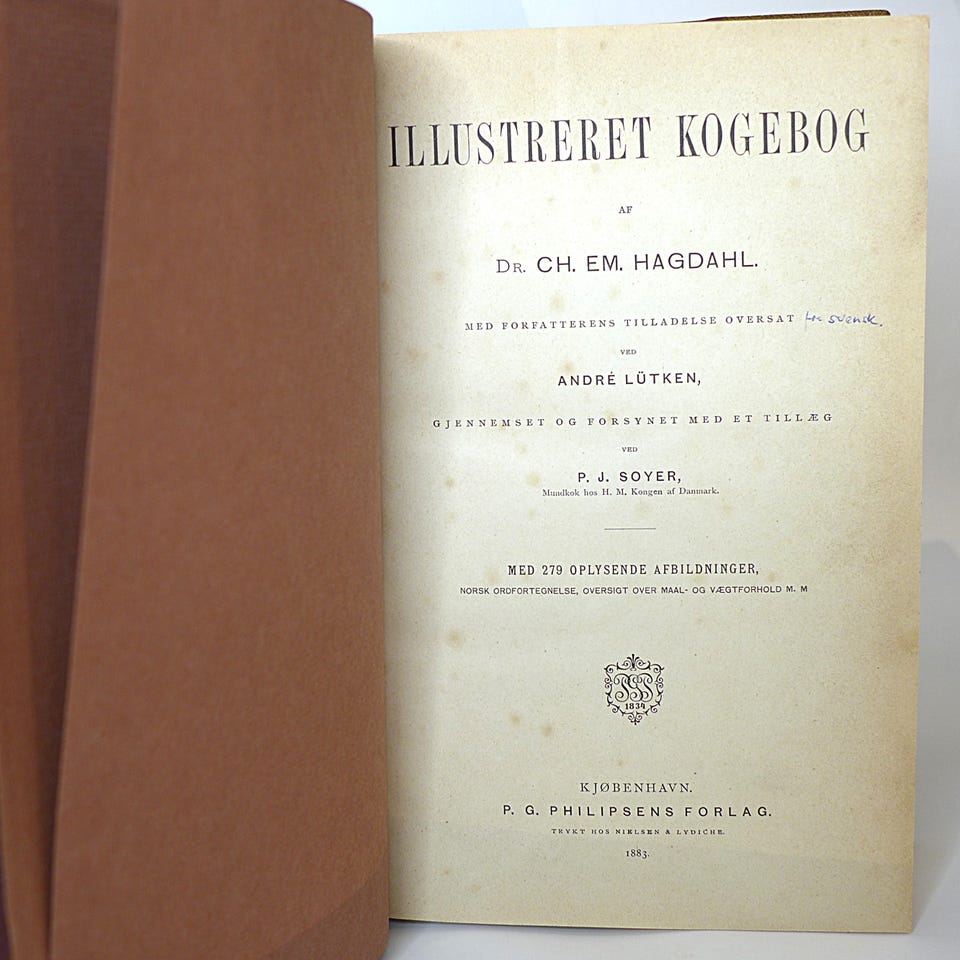 ILLUSTRERET KOGEBOG
AF
DR. CH. EM. HAGDAHL.
MED FORFATTERENS TILLADELSE OVERSAT fra svensk.
VED
ANDRÉ LÜTKEN,
GJENNEMSET OG FORSYNET MED ET TILLÆG
VED
P. J. SOYER,
Mundkok hos H. M. Kongen af Danmark.
MED 279 OPLYSENDE AFBILDNINGER,
NORSK ORDFORTEGNELSE, OVERSIGT OVER MAAL- OG VÆGTFORHOLD M. M
1834
KJØBENHAVN.
P. G. PHILIPSENS FORLAG.
TRYKT HOS NIELSEN & LYDICHE.
1883.